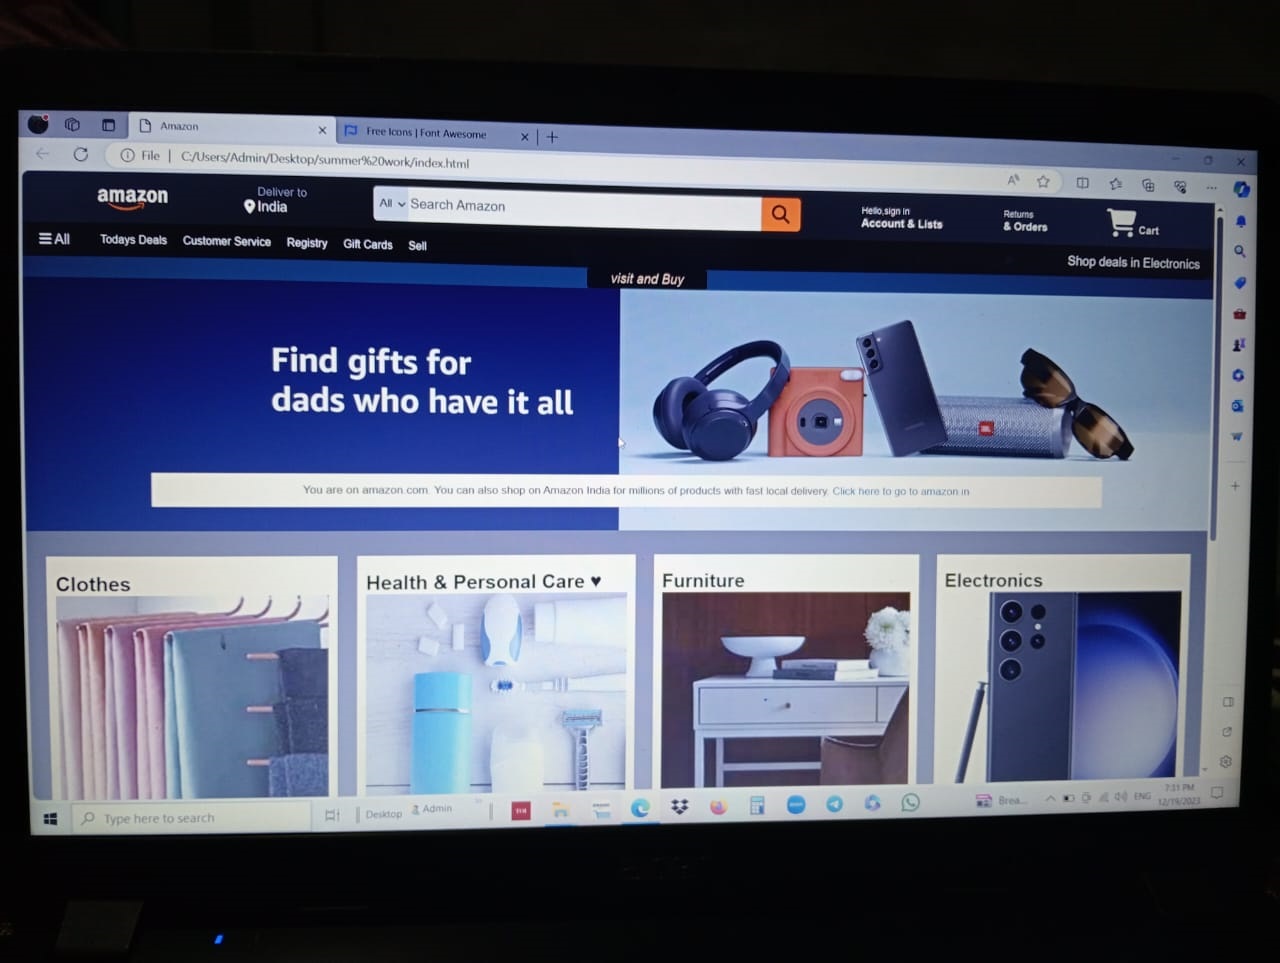 Amazon
Free Icons | Font Awesome
File | C:/Users/Admin/Desktop/summer%20work/index.html
amazon
Deliver to
India
All
Search Amazon
Hello,sign in
Account & Lists
Returns
& Orders
Cart
All
Todays Deals
Customer Service
Registry
Gift Cards
Sell
Shop deals in Electronics
visit and Buy
Find gifts for
dads who have it all
JBL
You are on amazon.com. You can also shop on Amazon India for millions of products with fast local delivery. Click here to go to amazon.in
Clothes
Health & Personal Care ♥
Furniture
Electronics
Type here to search
Desktop
Admin
Brea...
ENG
7:31 PM
12/19/2023